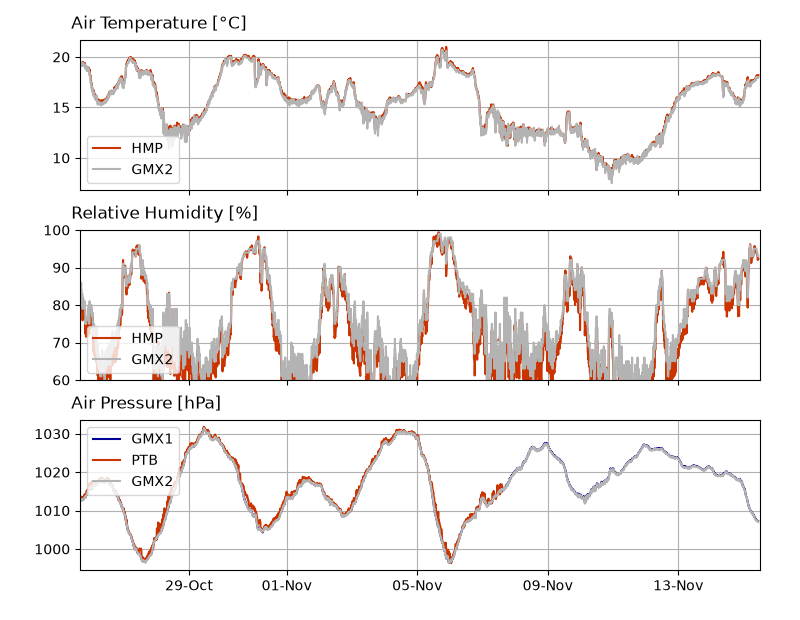 Air Temperature [°C]
20
15
10
HMP
GMX2
Relative Humidity [%]
100
90
80
70
60
HMP
GMX2
Air Pressure [hPa]
1030
1020
1010
1000
GMX1
PTB
GMX2
29-Oct 01-Nov 05-Nov 09-Nov 13-Nov